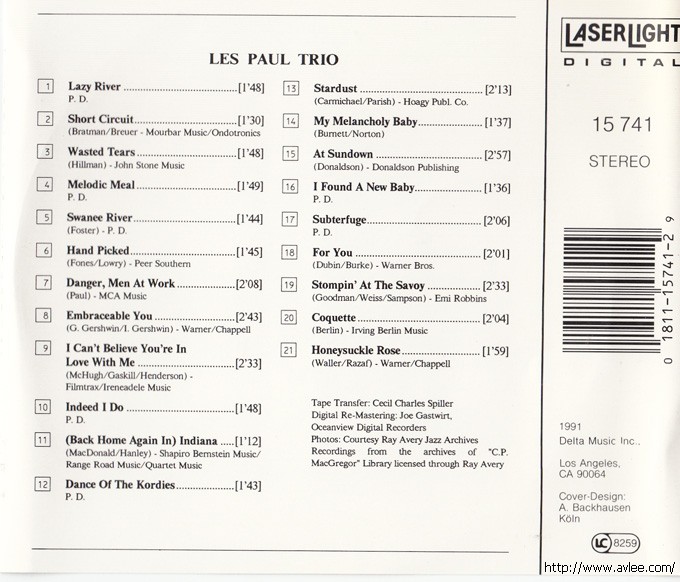 LES PAUL TRIO
1 Lazy River ........ [1'48]
P. D.
2 Short Circuit ........ [1'30]
(Bratman/Breuer - Mourbar Music/Ondotronics
3 Wasted Tears ........ [1'48]
(Hillman) - John Stone Music
4 Melodic Meal ........ [1'49]
P. D.
5 Swanee River ........ [1'44]
(Foster) - P. D.
6 Hand Picked ........ [1'45]
(Fones/Lowry) - Peer Southern
7 Danger, Men At Work ........ [2'08]
(Paul) - MCA Music
8 Embraceable You ........ [2'43]
(G. Gershwin/I. Gershwin) - Warner/Chappell
9 I Can't Believe You're In
Love With Me ........ [2'33]
(McHugh/Gaskill/Henderson) -
Filmtrax/Ireneadele Music
10 Indeed I Do ........ [1'48]
P. D.
11 (Back Home Again In) Indiana ..... [1'12]
(MacDonald/Hanley) - Shapiro Bernstein Music/
Range Road Music/Quartet Music
12 Dance Of The Kordies ........ [1'43]
P. D.
13 Stardust ........ [2'13]
(Carmichael/Parish) - Hoagy Publ. Co.
14 My Melancholy Baby ........ [1'37]
(Burnett/Norton)
15 At Sundown ........ [2'57]
(Donaldson) - Donaldson Publishing
16 I Found A New Baby ........ [1'36]
P. D.
17 Subterfuge ........ [2'06]
P. D.
18 For You ........ [2'01]
(Dubin/Burke) - Warner Bros.
19 Stompin' At The Savoy ........ [2'33]
(Goodman/Weiss/Sampson) - Emi Robbins
20 Coquette ........ [2'04]
(Berlin) - Irving Berlin Music
21 Honeysuckle Rose ........ [1'59]
(Waller/Razaf) - Warner/Chappell
Tape Transfer: Cecil Charles Spiller
Digital Re-Mastering: Joe Gastwirt,
Oceanview Digital Recorders
Photos: Courtesy Ray Avery Jazz Archives
Recordings from the archives of "C.P.
MacGregor" Library licensed through Ray Avery
LASERLIGHT
DIGITAL
15 741
STEREO
0 1811-15741-2 9
1991
Delta Music Inc.,
Los Angeles,
CA 90064
Cover-Design:
A. Backhausen
Köln
LC 8259
http://www.avlee.com/